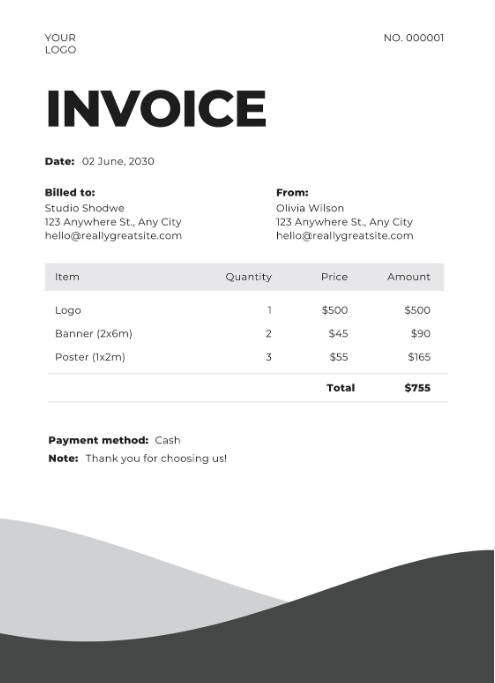 YOUR
LOGO
NO. 000001
INVOICE
Date: 02 June, 2030
Billed to:
Studio Shodwe
123 Anywhere St., Any City
hello@reallygreatsite.com
From:
Olivia Wilson
123 Anywhere St., Any City
hello@reallygreatsite.com
Item Quantity Price Amount
Logo 1 $500 $500
Banner (2x6m) 2 $45 $90
Poster (1x2m) 3 $55 $165
Total $755
Payment method: Cash
Note: Thank you for choosing us!